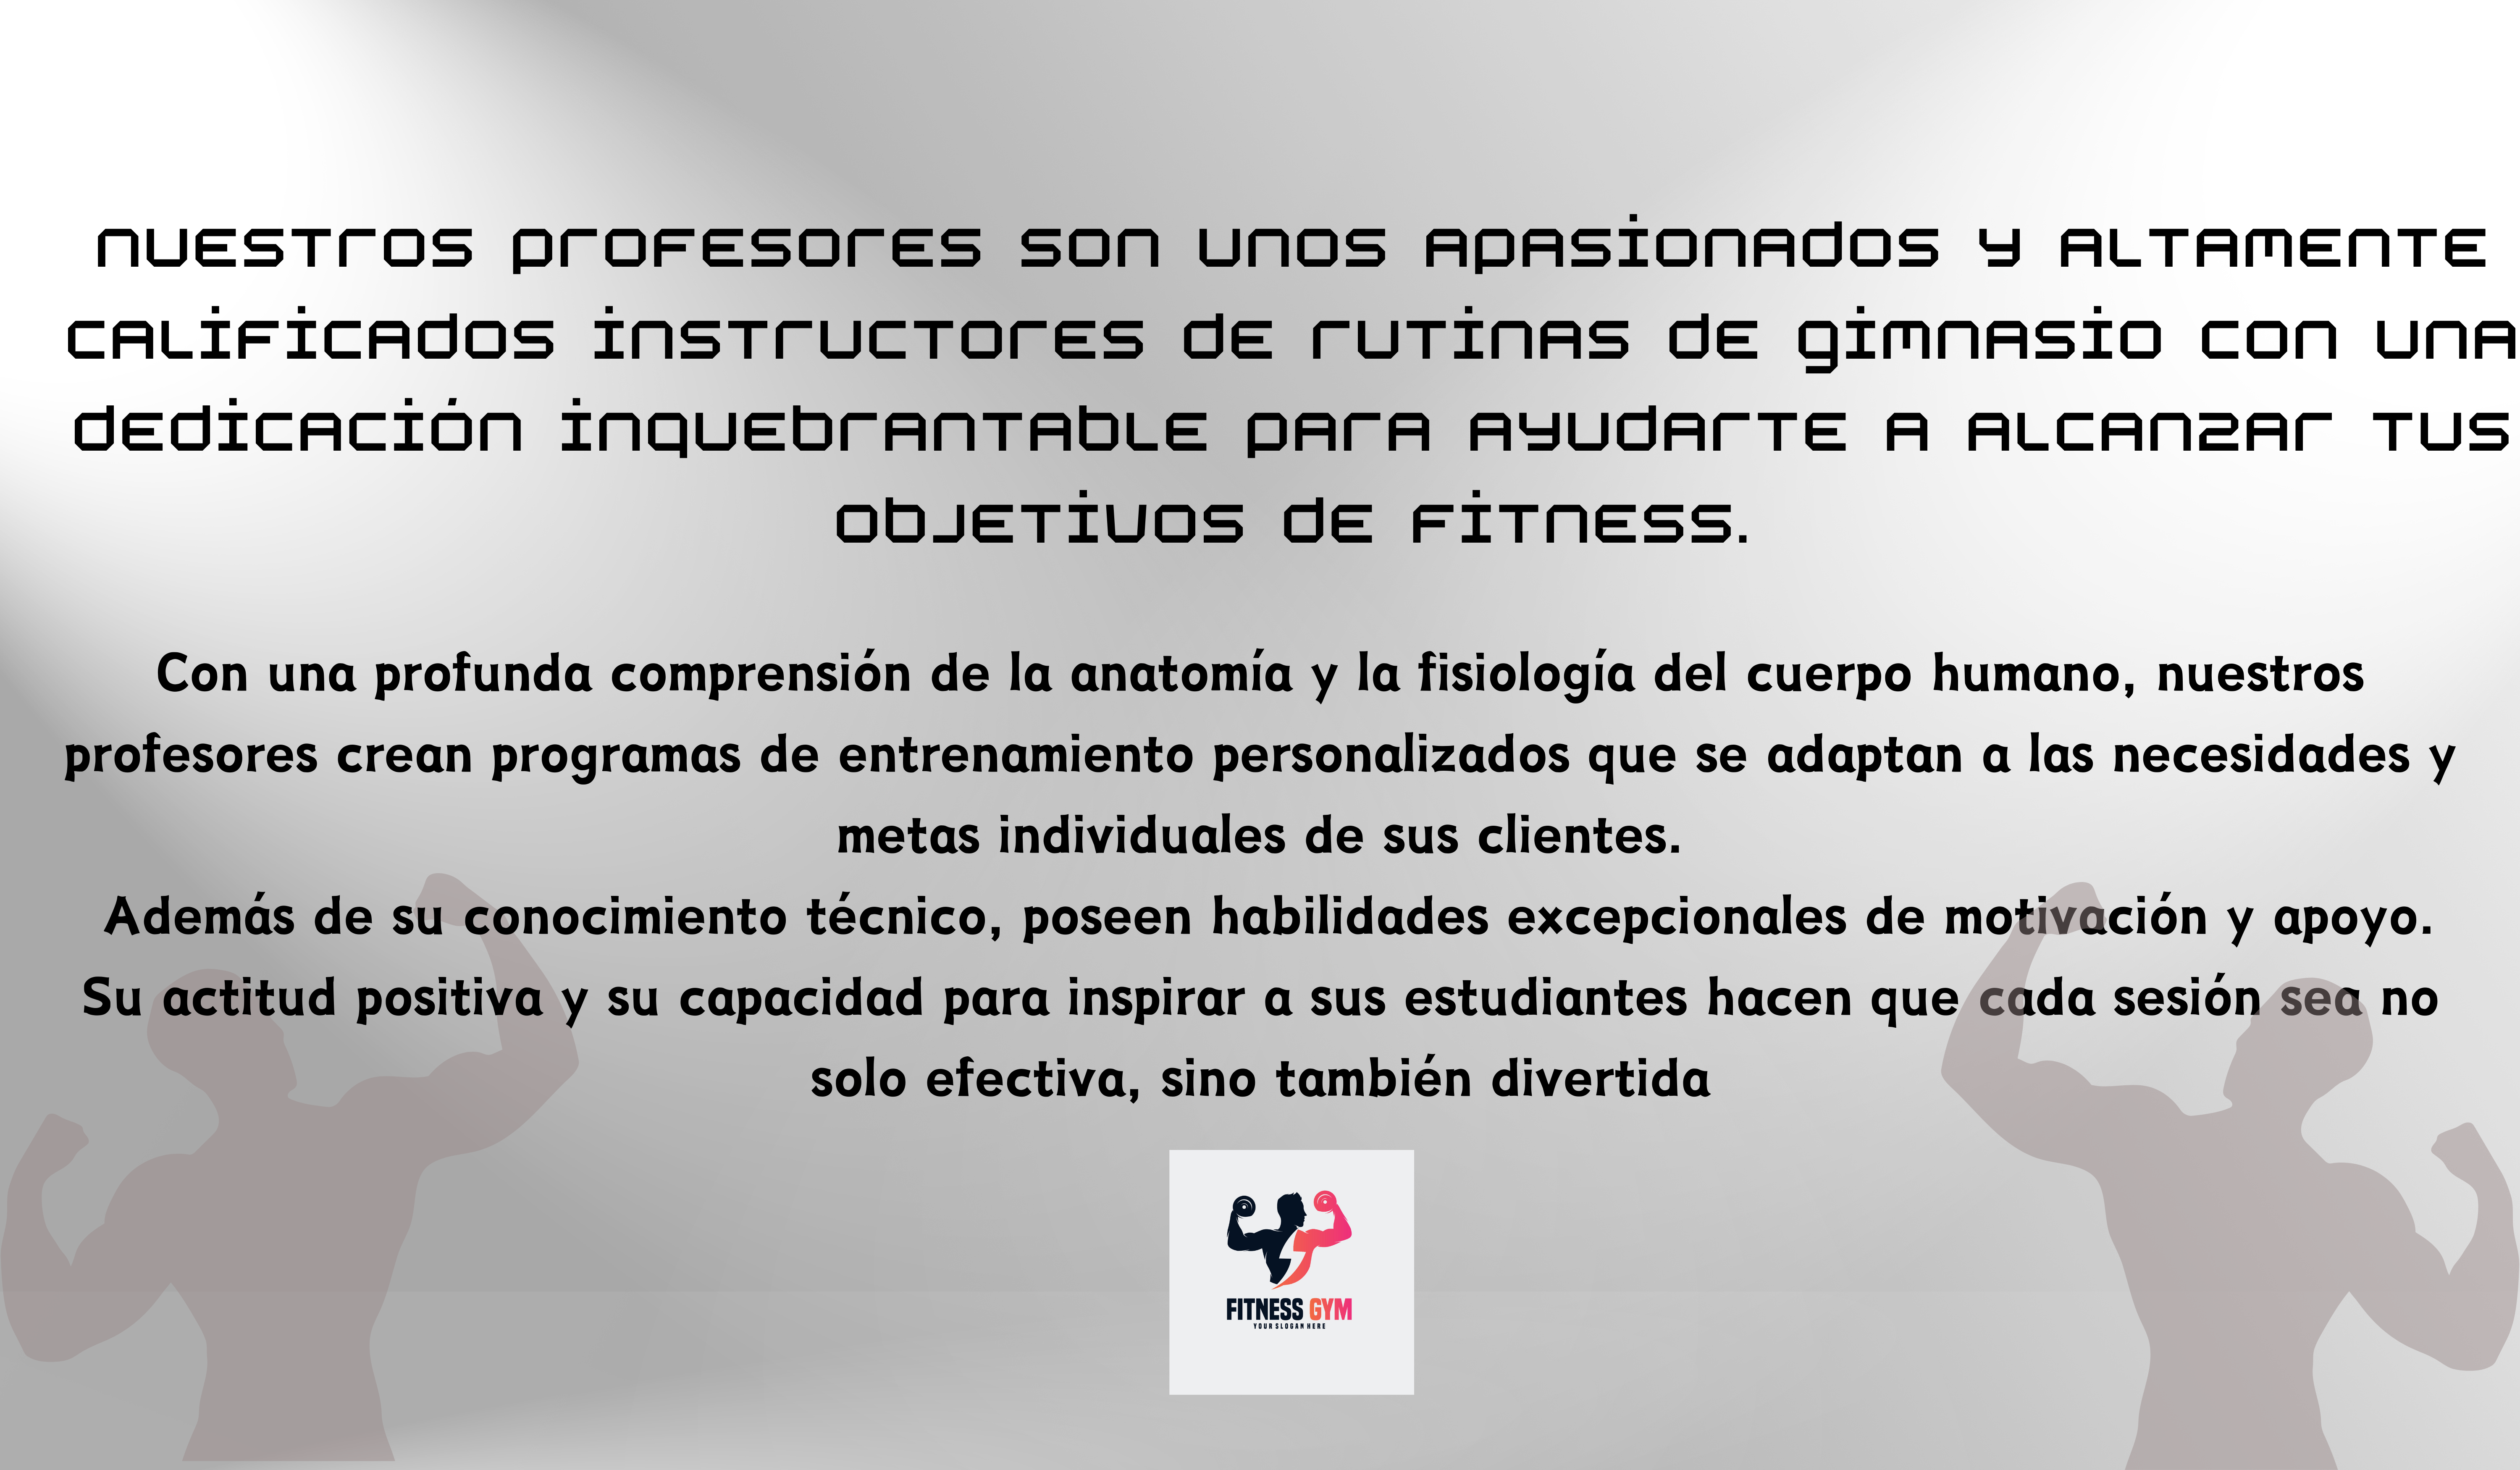 Nuestros profesores son unos apasionados y altamente
calificados instructores de rutinas de gimnasio con una
dedicación inquebrantable para ayudarte a alcanzar tus
objetivos de fitness.
Con una profunda comprensión de la anatomía y la fisiología del cuerpo humano, nuestros
profesores crean programas de entrenamiento personalizados que se adaptan a las necesidades y
metas individuales de sus clientes.
Además de su conocimiento técnico, poseen habilidades excepcionales de motivación y apoyo.
Su actitud positiva y su capacidad para inspirar a sus estudiantes hacen que cada sesión sea no
solo efectiva, sino también divertida
FITNESS GYM
YOUR SLOGAM HERE